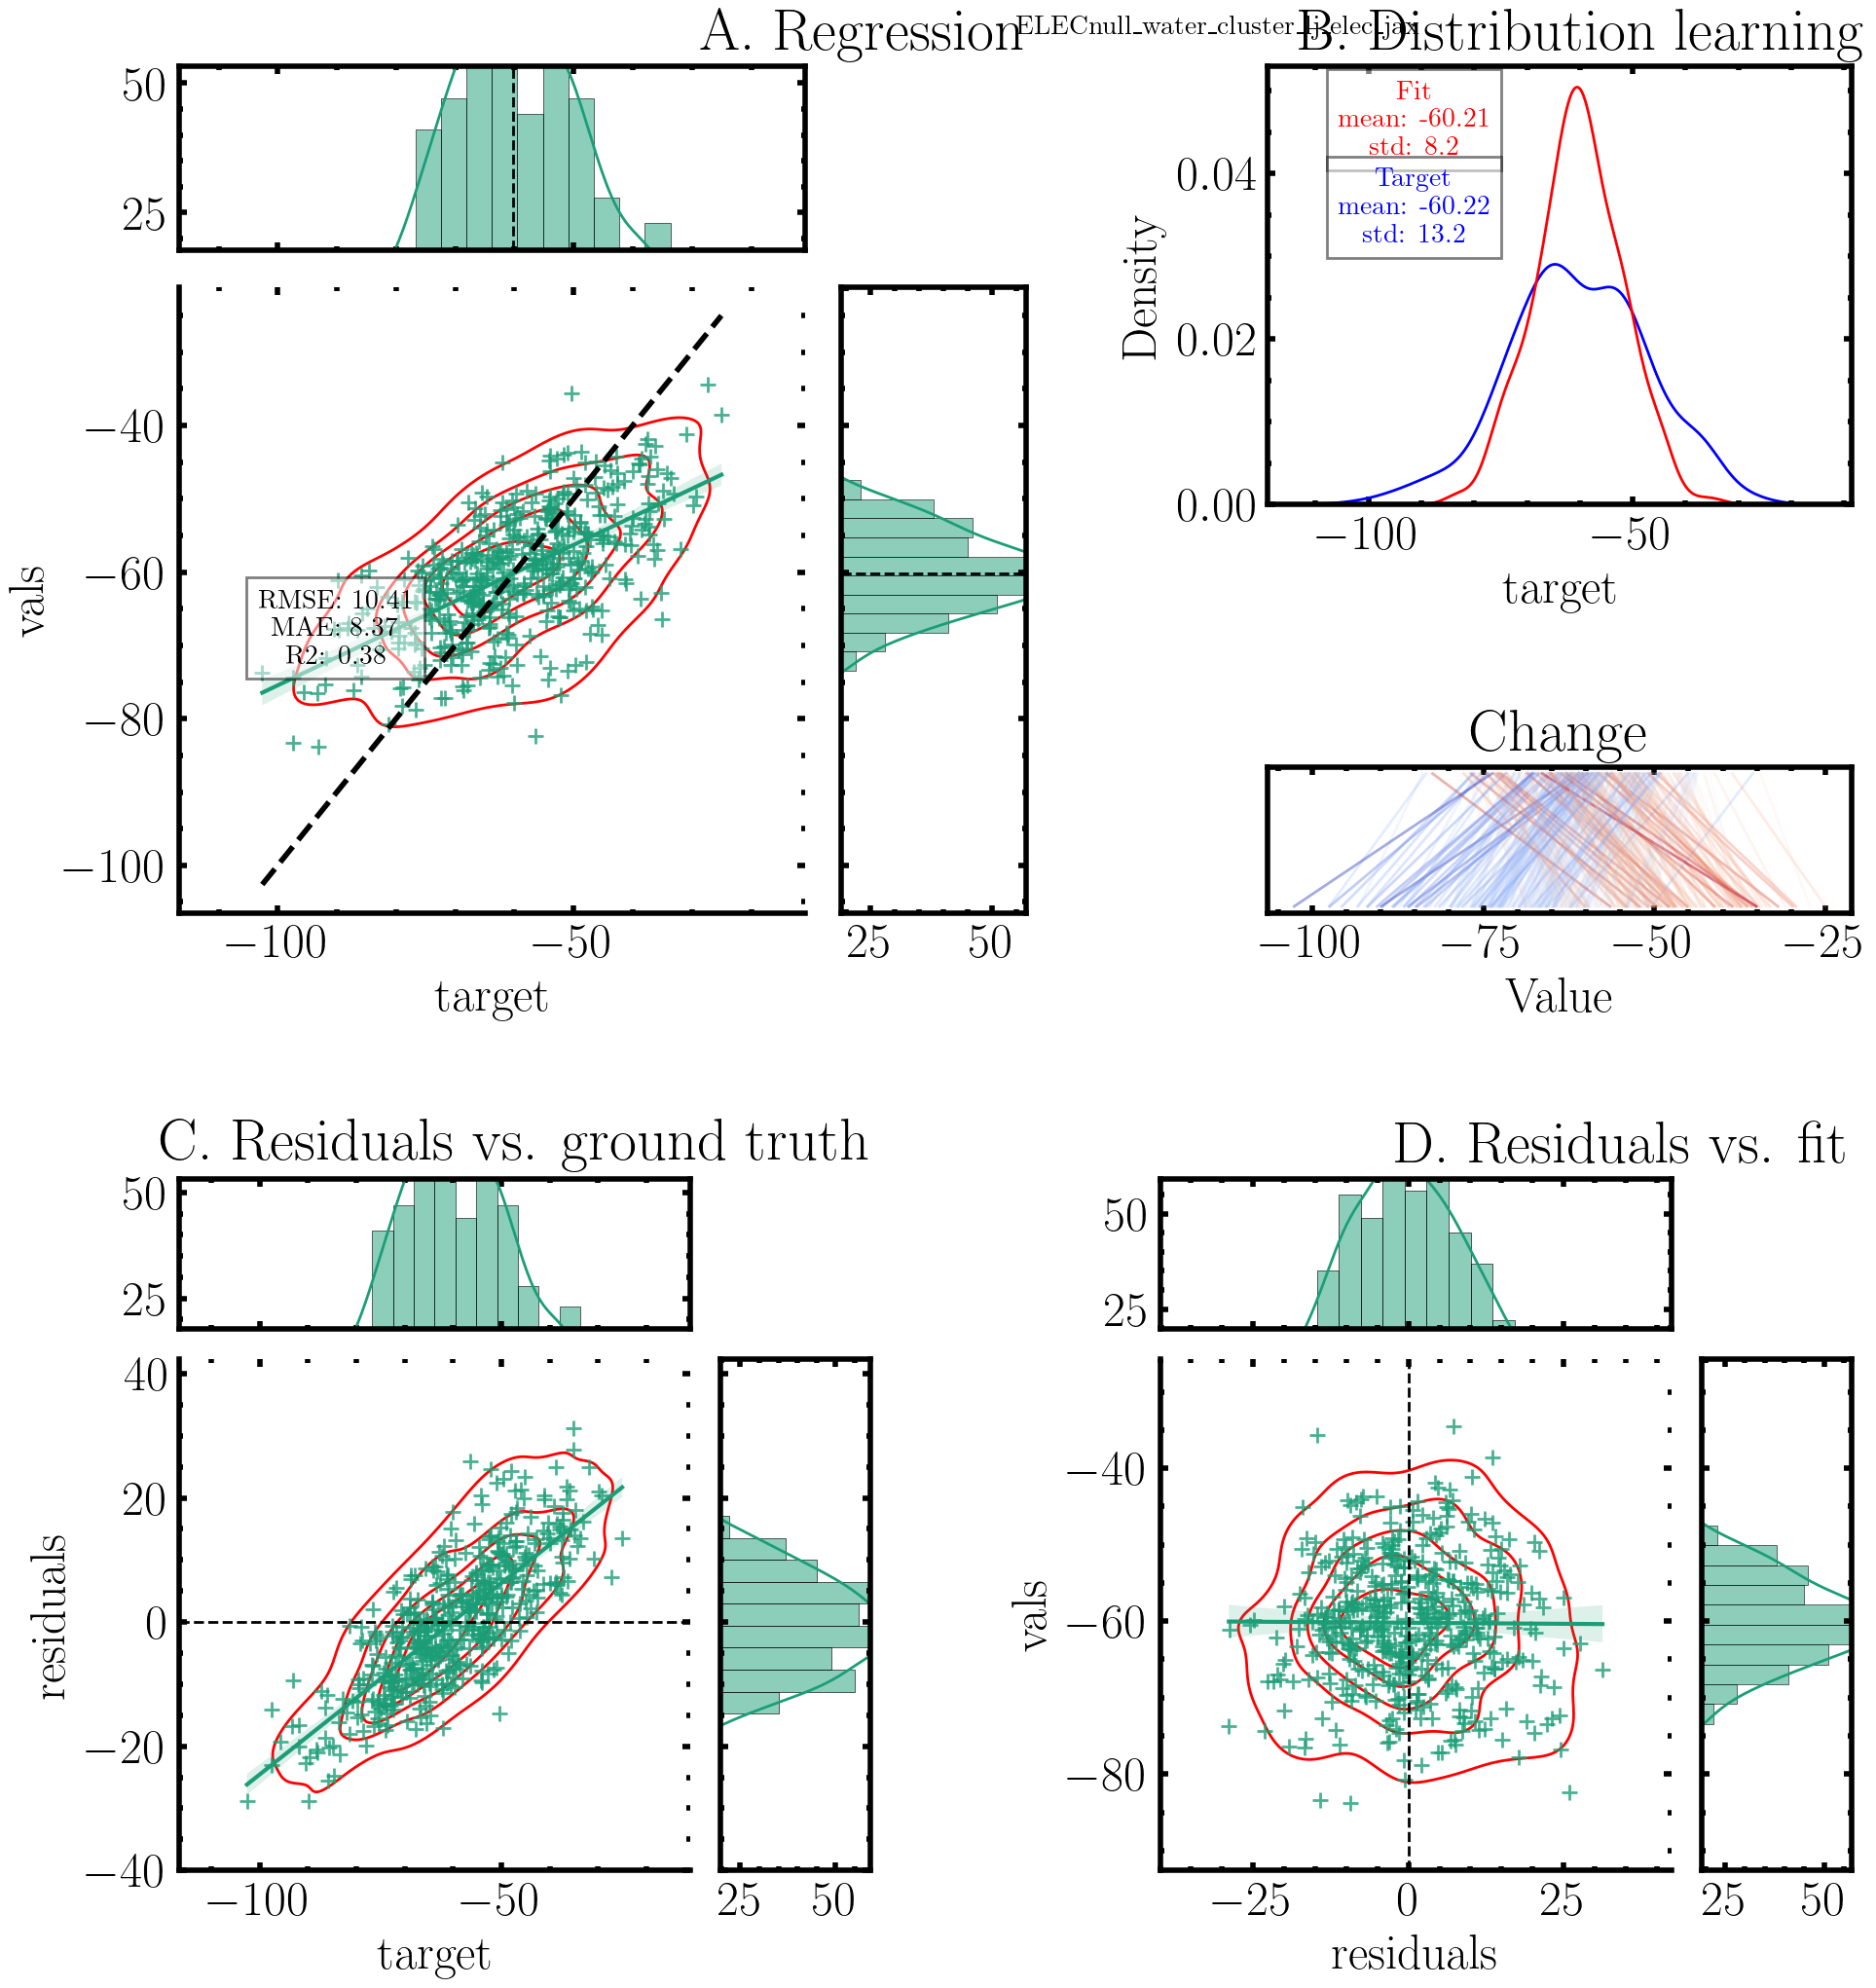 ELECnull_water_cluster_lj_elec.jax
A. Regression
50
25
vals
−40
−60
−80
−100
RMSE: 10.41
MAE: 8.37
R2: 0.38
−100
−50
target
25
50
B. Distribution learning
Density
0.04
0.02
0.00
Fit
mean: -60.21
std: 8.2
Target
mean: -60.22
std: 13.2
−100
−50
target
Change
−100
−75
−50
−25
Value
C. Residuals vs. ground truth
50
25
residuals
40
20
0
−20
−40
−100
−50
target
25
50
D. Residuals vs. fit
50
25
vals
−40
−60
−80
−25
0
25
residuals
25
50